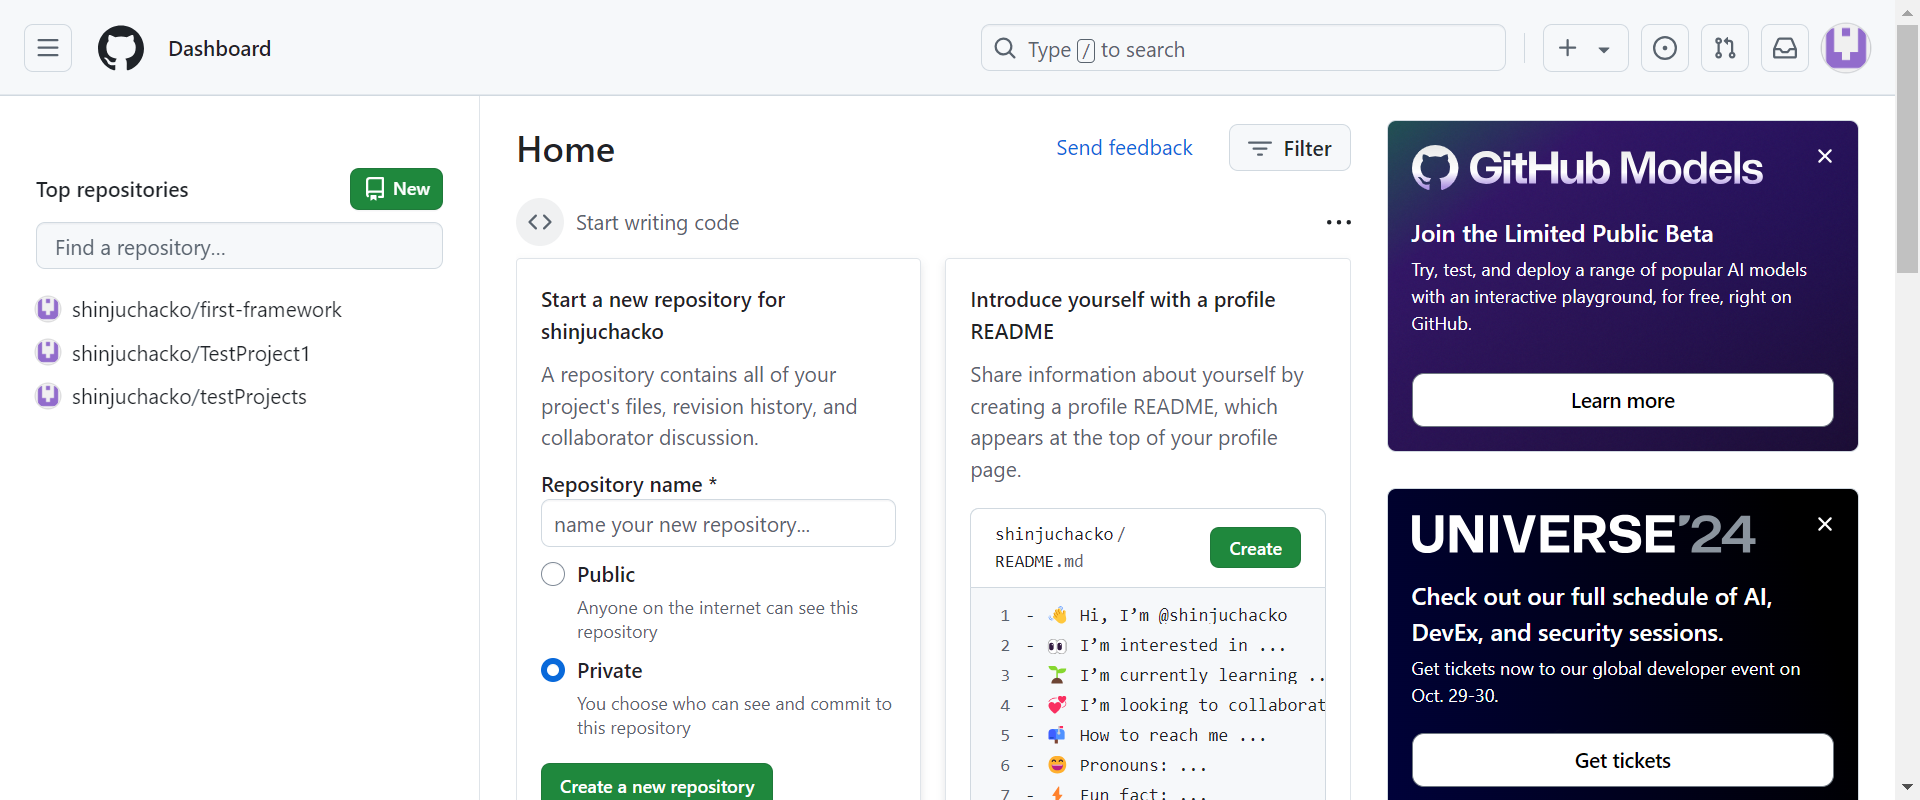 Dashboard
Type / to search
Top repositories
New
Find a repository...
shinjuchacko/first-framework
shinjuchacko/TestProject1
shinjuchacko/testProjects
Home
Send feedback
Filter
Start writing code
Start a new repository for
shinjuchacko
A repository contains all of your
project's files, revision history, and
collaborator discussion.
Repository name *
name your new repository...
Public
Anyone on the internet can see this
repository
Private
You choose who can see and commit to
this repository
Create a new repository
Introduce yourself with a profile
README
Share information about yourself by
creating a profile README, which
appears at the top of your profile
page.
shinjuchacko/
README.md
Create
1 - 👋 Hi, I’m @shinjuchacko
2 - 👀 I’m interested in ...
3 - 🌱 I’m currently learning ..
4 - 💞️ I’m looking to collaborat
5 - 📫 How to reach me ...
6 - 😄 Pronouns: ...
7 - ⚡ Fun fact: ...
GitHub Models
Join the Limited Public Beta
Try, test, and deploy a range of popular AI models
with an interactive playground, for free, right on
GitHub.
Learn more
UNIVERSE'24
Check out our full schedule of AI,
DevEx, and security sessions.
Get tickets now to our global developer event on
Oct. 29-30.
Get tickets